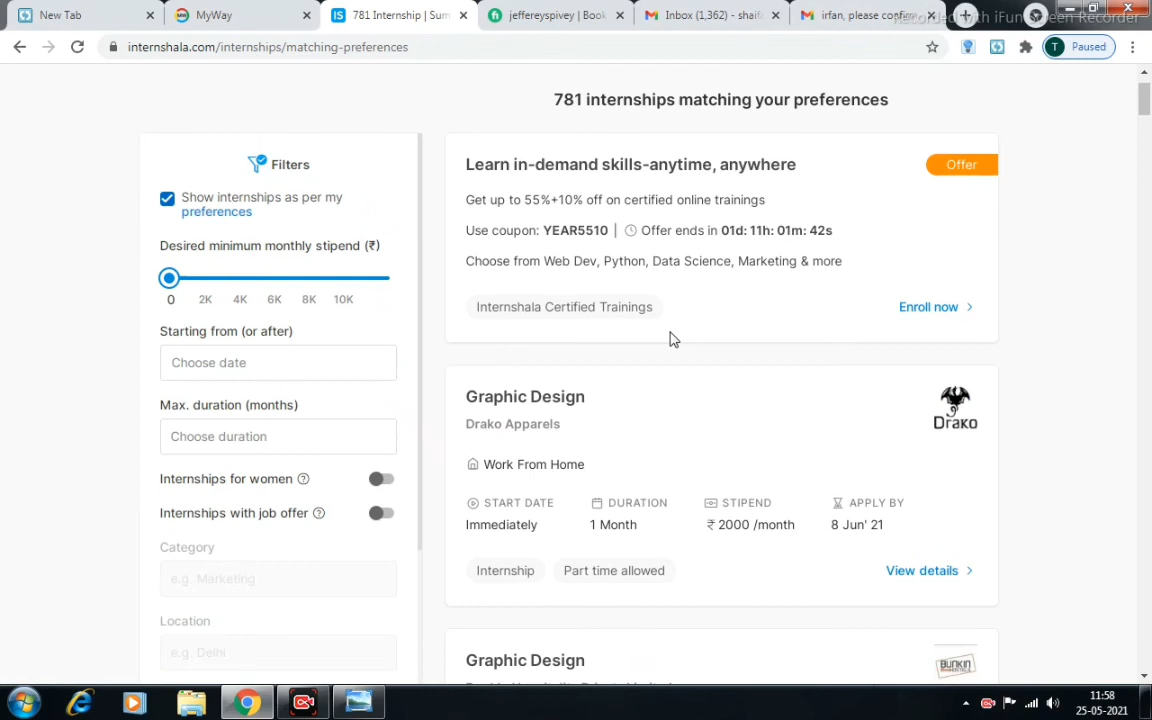 New Tab
MyWay
781 Internship | Sum
jeffereyspivey | Book
Inbox (1,362) - shaifa
irfan, please confirm
Recorded with iFun Screen Recorder
internshala.com/internships/matching-preferences
T Paused
781 internships matching your preferences
Filters
Show internships as per my
preferences
Desired minimum monthly stipend (₹)
0 2K 4K 6K 8K 10K
Starting from (or after)
Choose date
Max. duration (months)
Choose duration
Internships for women ?
Internships with job offer ?
Category
e.g. Marketing
Location
e.g. Delhi
Learn in-demand skills-anytime, anywhere
Offer
Get up to 55%+10% off on certified online trainings
Use coupon: YEAR5510 | Offer ends in 01d: 11h: 01m: 42s
Choose from Web Dev, Python, Data Science, Marketing & more
Internshala Certified Trainings
Enroll now >
Graphic Design
Drako Apparels
Drako
Work From Home
START DATE DURATION STIPEND APPLY BY
Immediately 1 Month ₹ 2000 /month 8 Jun' 21
Internship Part time allowed
View details >
Graphic Design
11:58
25-05-2021